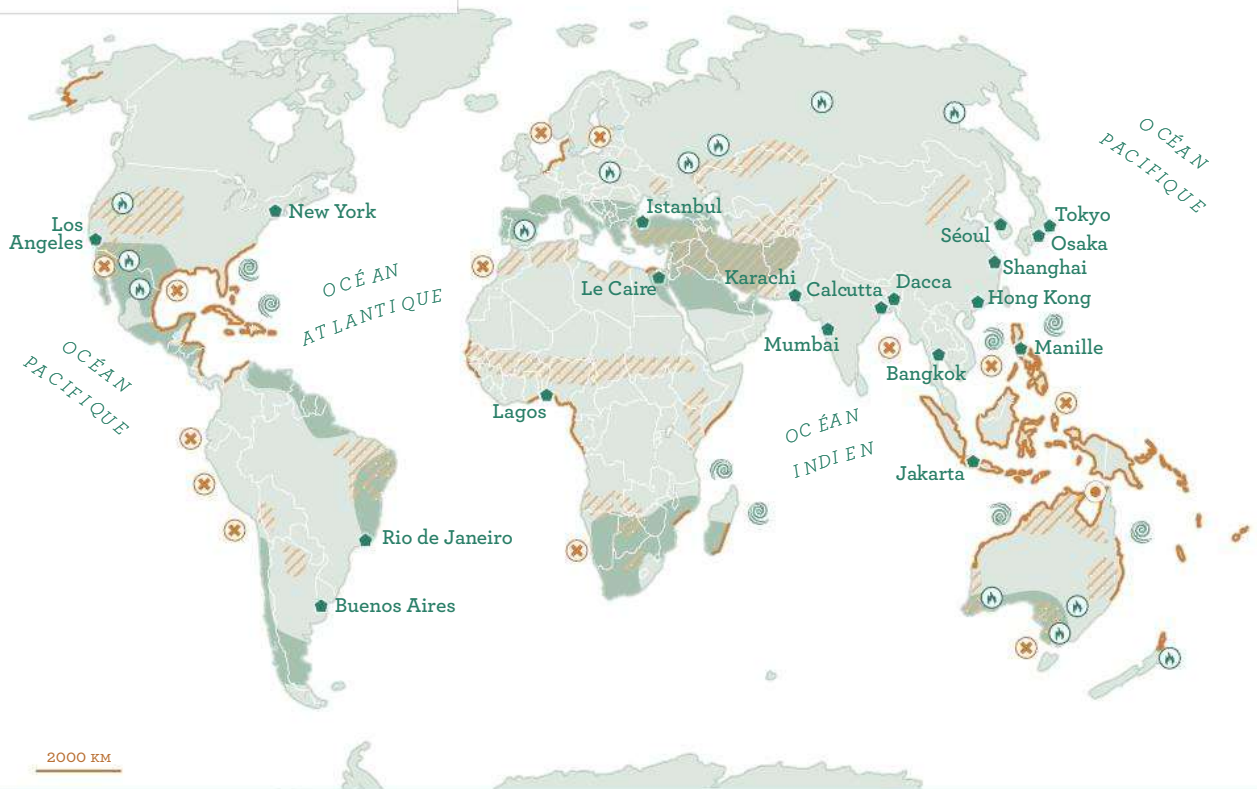 New York
Los
Angeles
OCÉAN
ATLANTIQUE
OCÉAN
PACIFIQUE
Istanbul
Le Caire
Karachi
Calcutta
Dacca
Mumbai
Bangkok
Lagos
OCÉAN
INDIEN
Séoul
Tokyo
Osaka
Shanghai
Hong Kong
Manille
Jakarta
OCÉAN
PACIFIQUE
Rio de Janeiro
Buenos Aires
2000 KM